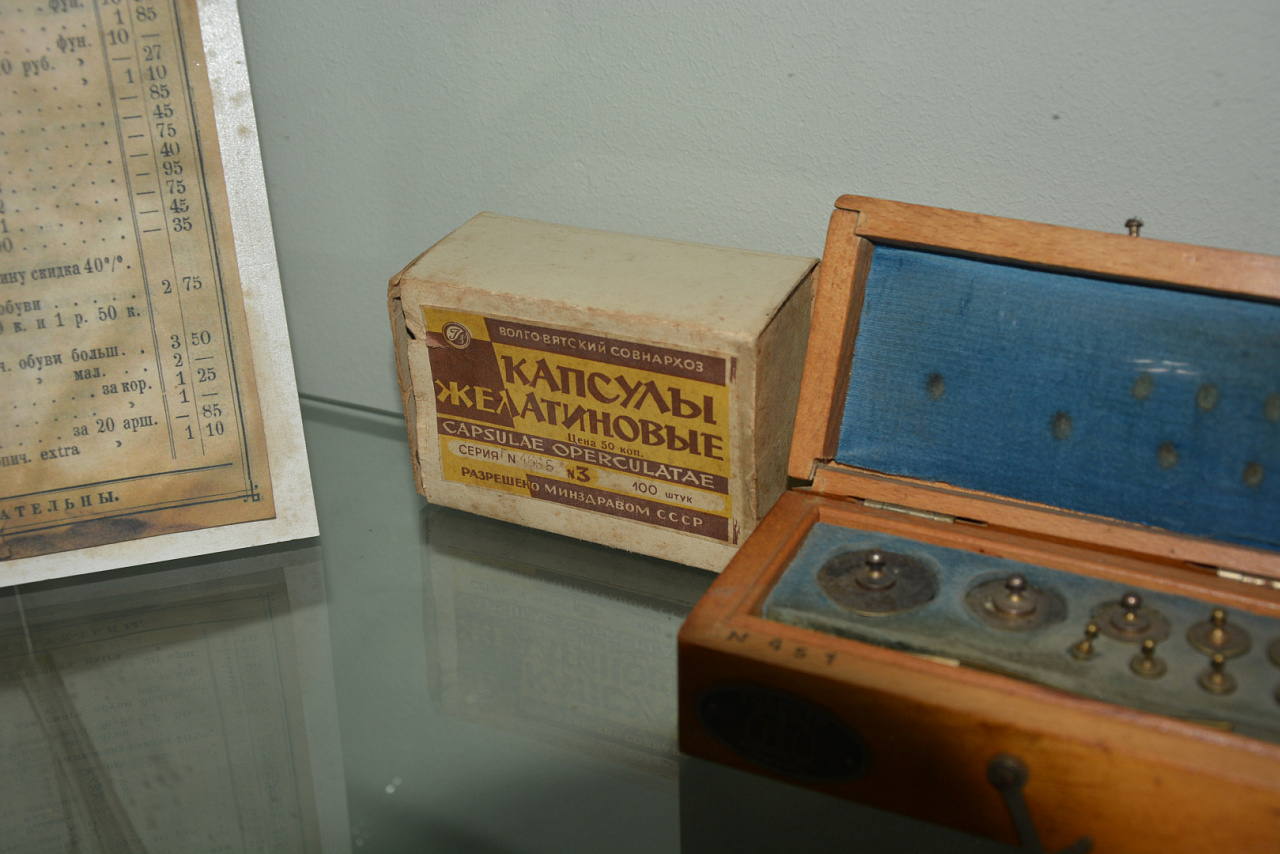 фун.
1 85
фун. 10 —
0 руб. » — 27
» 1 10
— 85
— 45
— 75
— 40
— 95
— 75
— 45
— 35
ину скидка 40%.
обуви 2 75
к. и 1 р. 50 к.
ч. обуви больш. 3 50
» мал. 2 —
за кор. 1 25
» 1 —
за 20 арш. — 85
пич. extra » 1 10
АТЕЛЬНЫ.
ВОЛГО-ВЯТСКИЙ СОВНАРХОЗ
КАПСУЛЫ
ЖЕЛАТИНОВЫЕ
Цена 50 коп.
CAPSULAE OPERCULATAE
СЕРИЯ N N3 100 штук
РАЗРЕШЕНО МИНЗДРАВОМ СССР
N 451